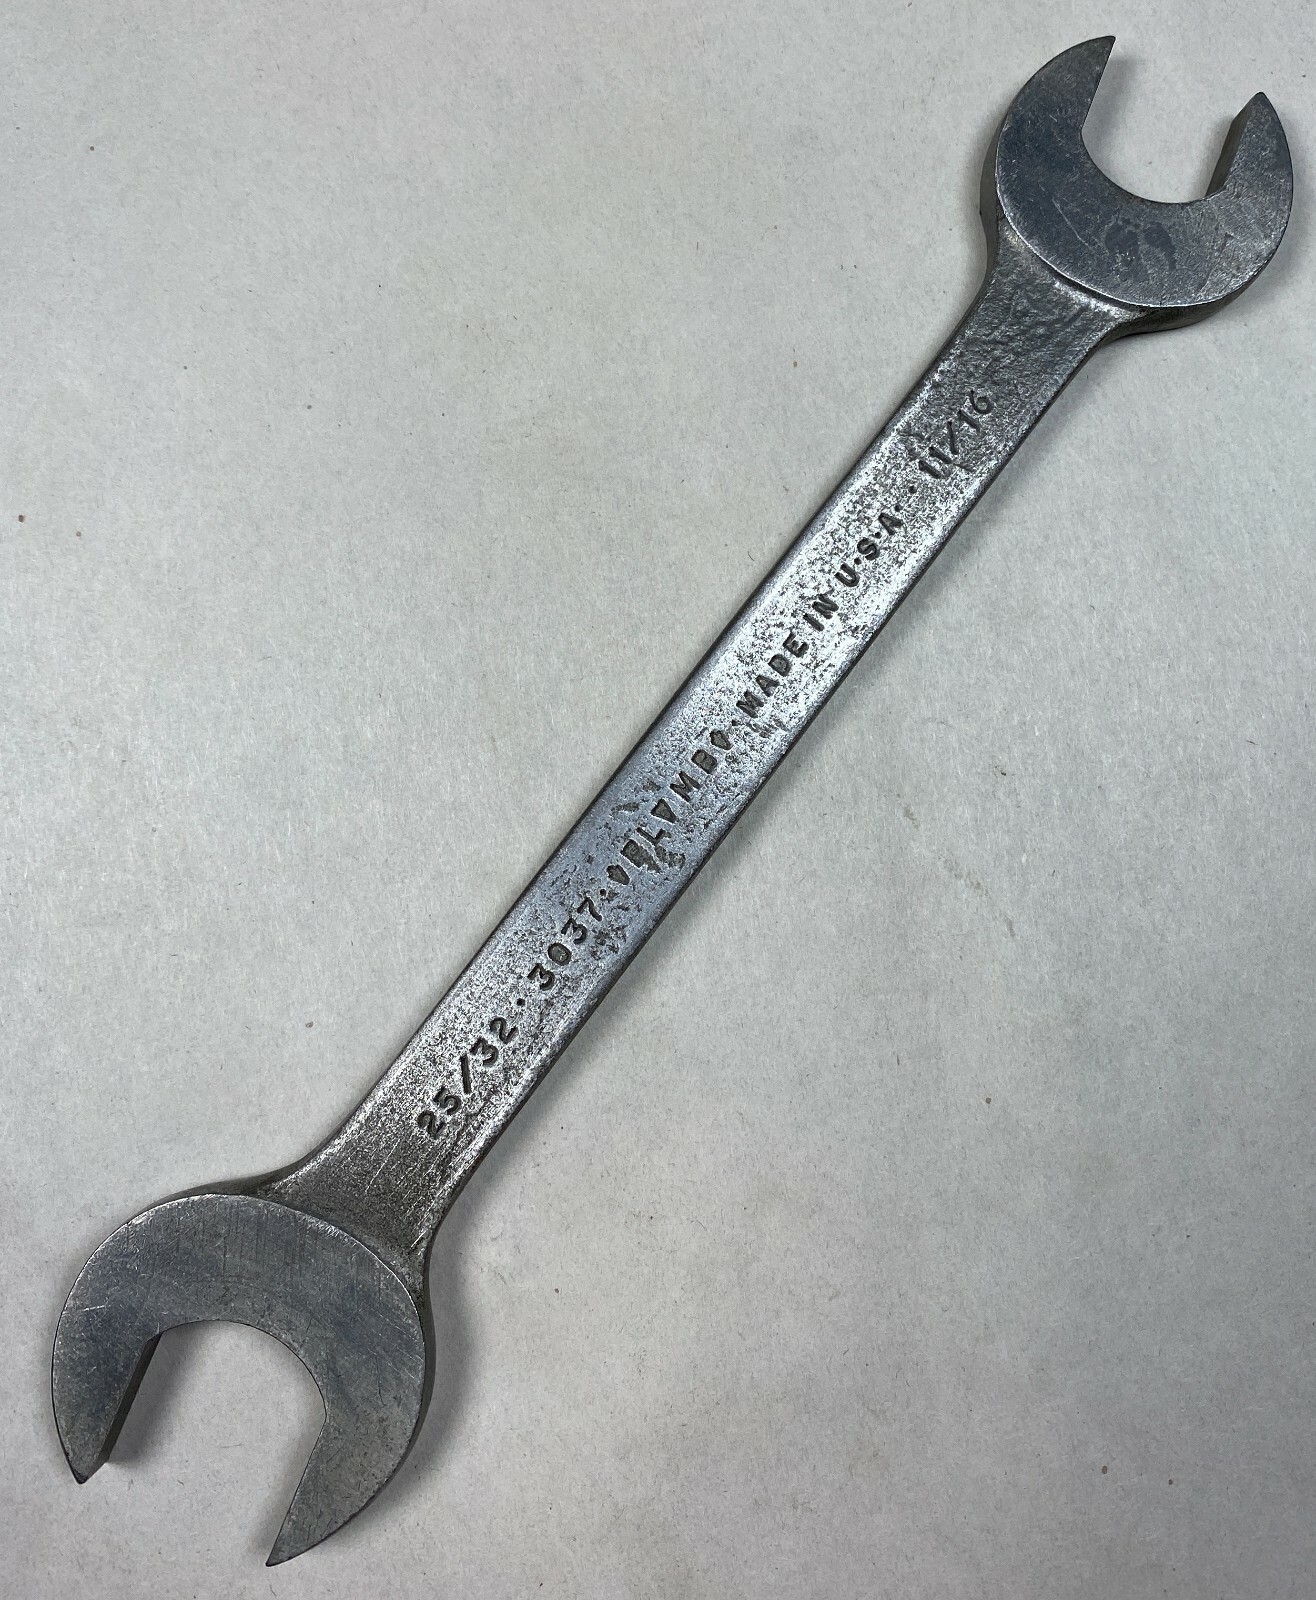 25/32 · 3037 · PLVMB · MADE IN U·S·A· · 11/16